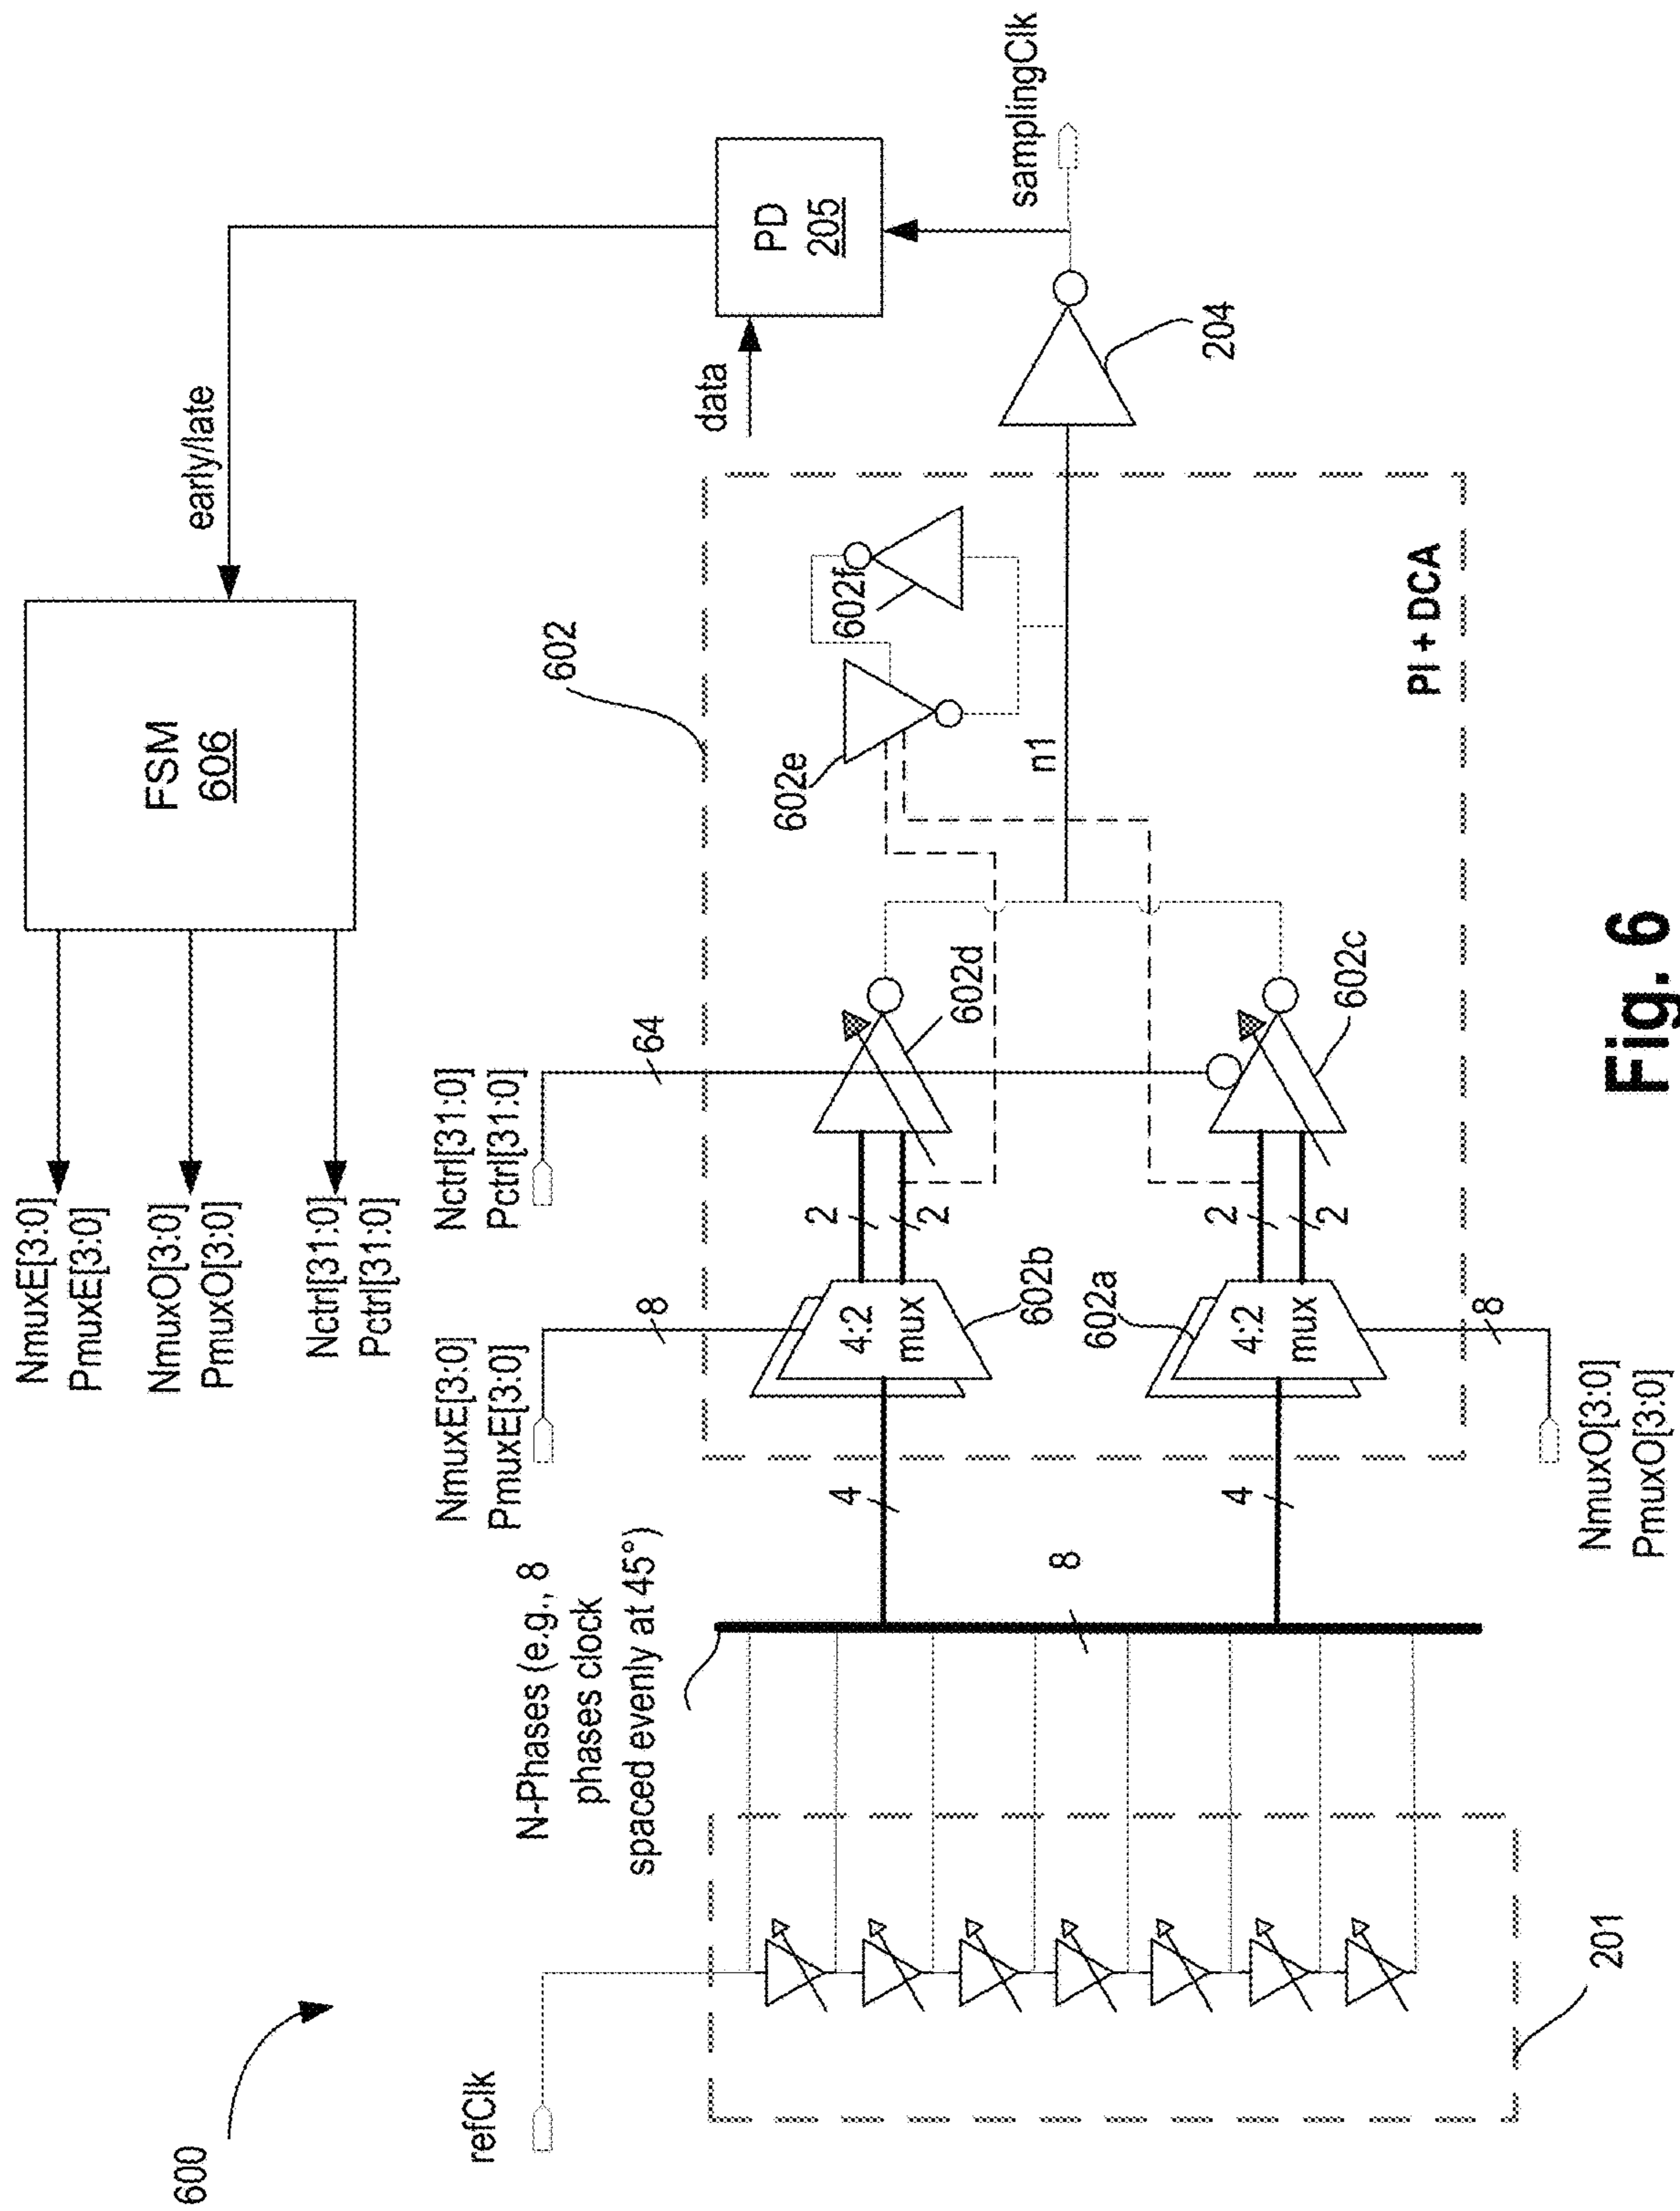 600
NmuxE[3:0]
PmuxE[3:0]
NmuxO[3:0]
PmuxO[3:0]
Nctrl[31:0]
Pctrl[31:0]
FSM
606
early/late
refClk
N-Phases (e.g., 8
phases clock
spaced evenly at 45°)
NmuxE[3:0]
PmuxE[3:0]
8
Nctrl[31:0]
Pctrl[31:0]
64
602
data
PD
205
samplingClk
201
8
4
4
4:2
mux
602b
2
2
602d
602e
602f
n1
204
4:2
mux
602a
2
2
602c
PI + DCA
8
NmuxO[3:0]
PmuxO[3:0]
Fig. 6